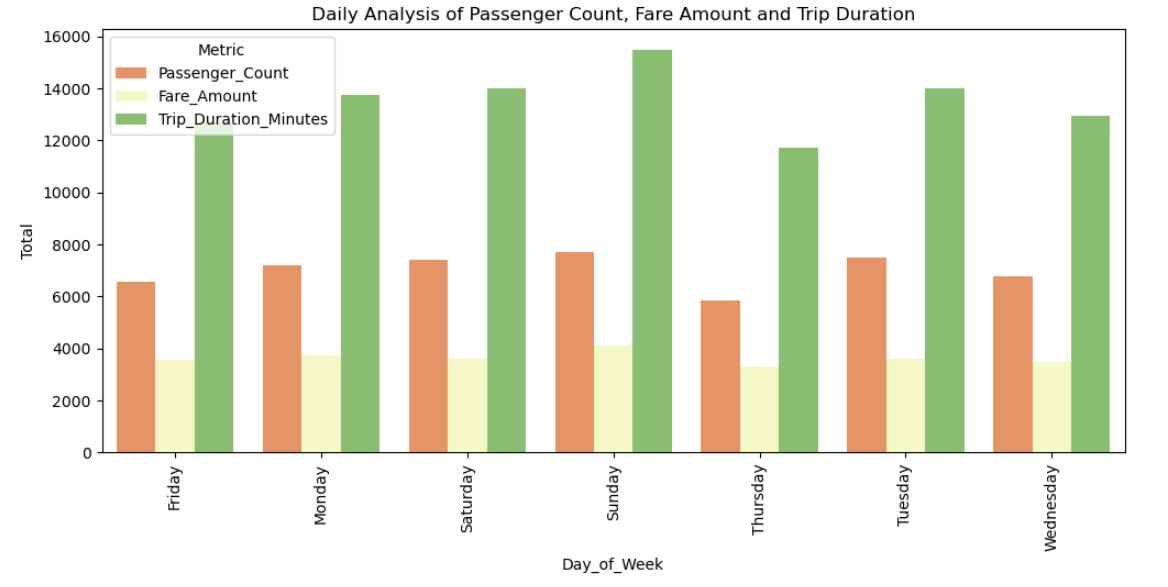 Daily Analysis of Passenger Count, Fare Amount and Trip Duration
Metric
Passenger_Count
Fare_Amount
Trip_Duration_Minutes
16000
14000
12000
10000
8000
6000
4000
2000
0
Total
Friday
Monday
Saturday
Sunday
Thursday
Tuesday
Wednesday
Day_of_Week